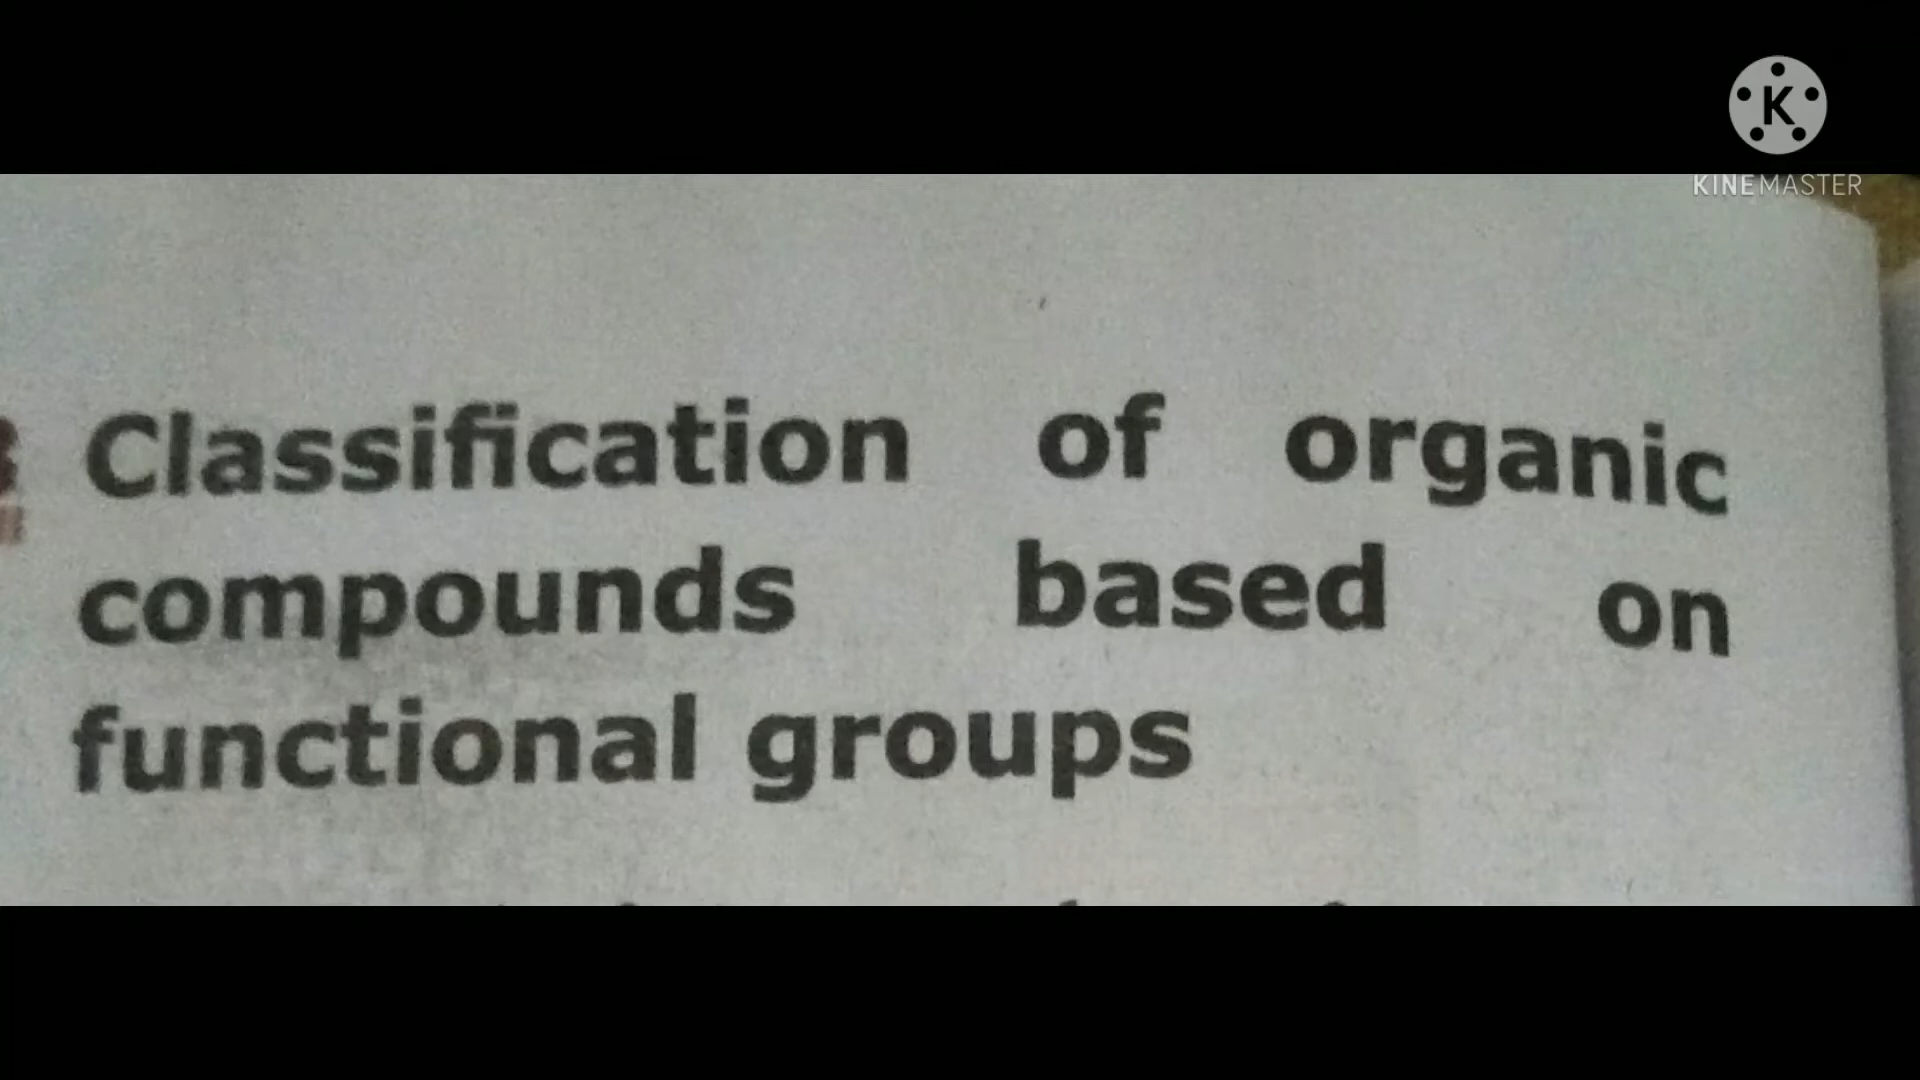 K
KINEMASTER
Classification of organic
compounds based on
functional groups